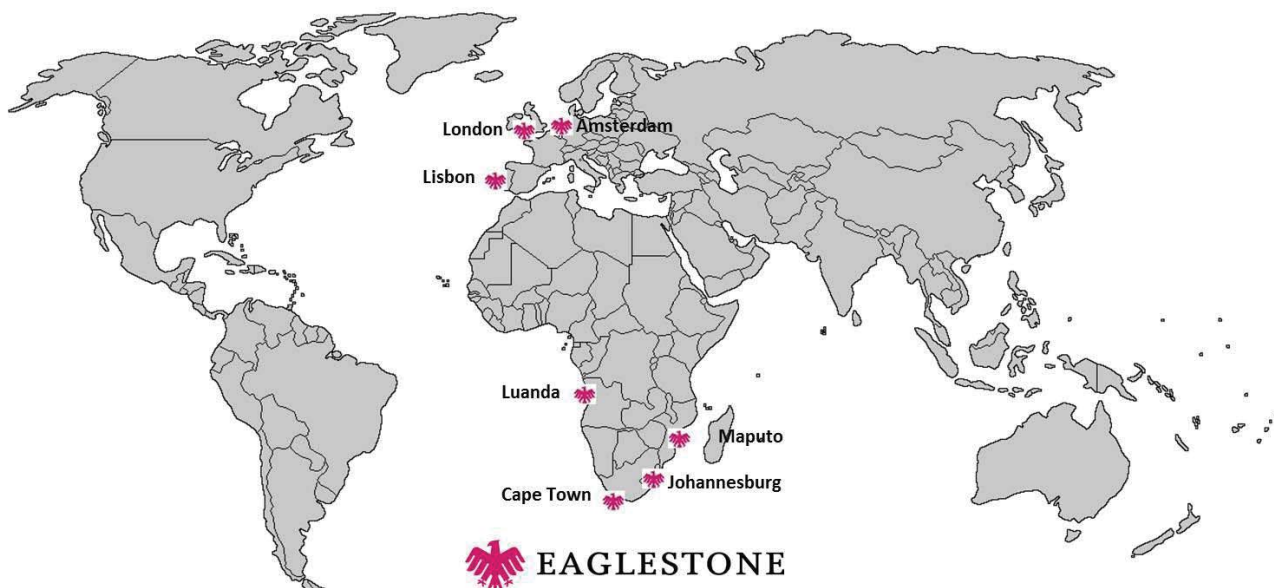 London
Amsterdam
Lisbon
Luanda
Maputo
Johannesburg
Cape Town
EAGLESTONE